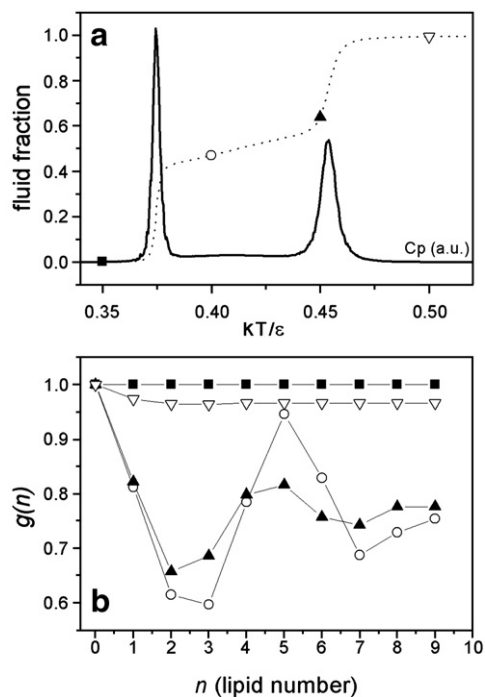 a
1.0
0.8
0.6
0.4
0.2
0.0
fluid fraction
Cp (a.u.)
0.35 0.40 0.45 0.50
KT/ε
1.0
0.9
0.8
0.7
0.6
g(n)
b
0 1 2 3 4 5 6 7 8 9 10
n (lipid number)